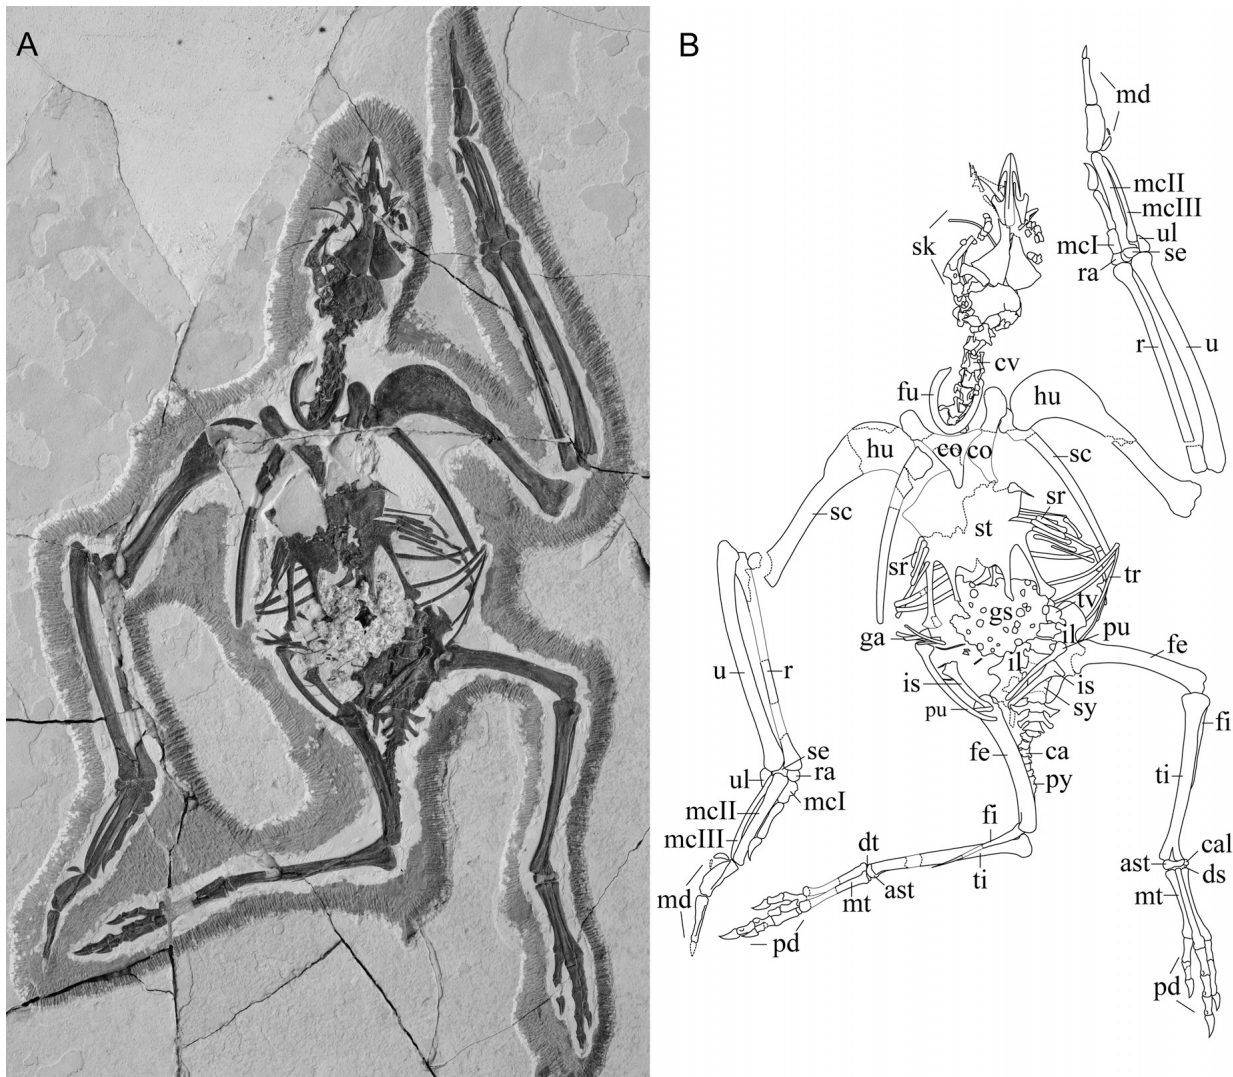 A
B
md
mcII
mcIII
ul
mcI
se
ra
sk
r
u
cv
fu
hu
hu
co
co
sc
sc
sr
st
sr
tr
tv
gs
ga
il
pu
fe
il
u
r
is
is
sy
pu
fi
fe
ca
se
ti
ul
ra
py
mcII
mcI
mcIII
fi
dt
cal
ast
ds
ast
ti
md
mt
mt
pd
pd